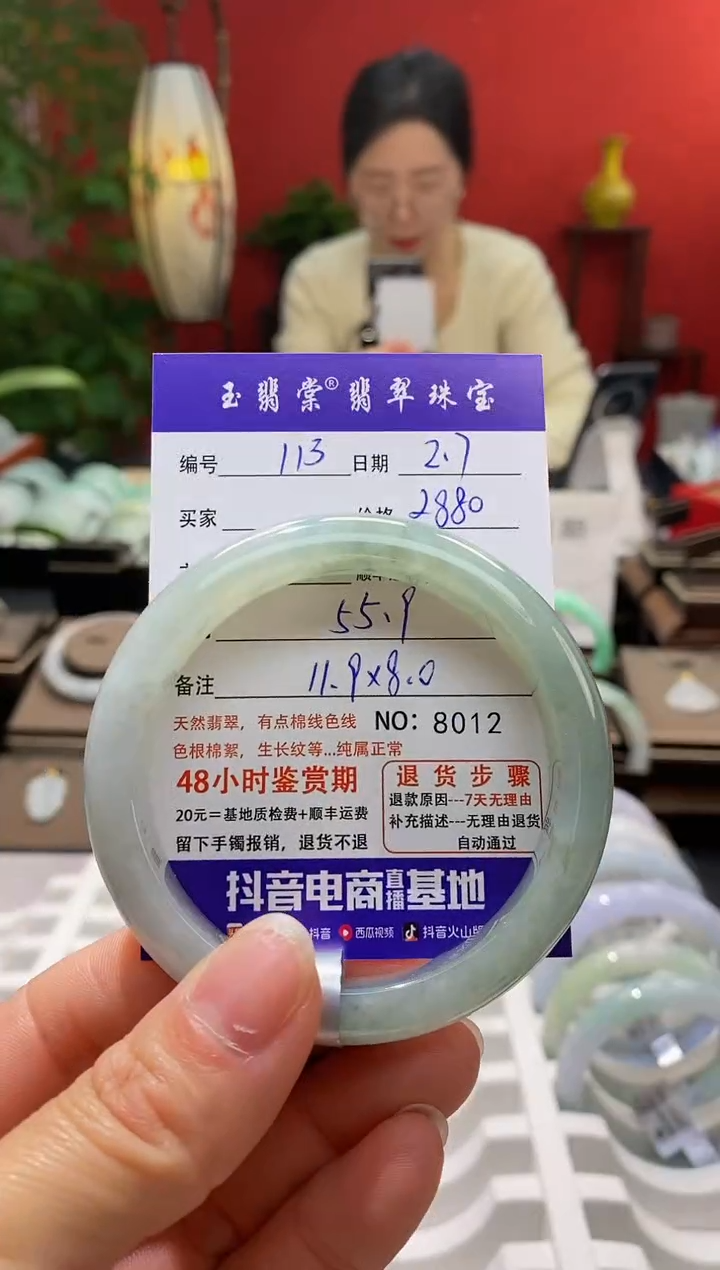 玉翡棠®翡翠珠宝
编号 113 日期 2.7
买家 价格 2880
55.9
备注 11.9x8.0
天然翡翠，有点棉线色线 NO: 8012
色根棉絮，生长纹等...纯属正常
48小时鉴赏期
20元=基地质检费+顺丰运费
留下手镯报销，退货不退
退货步骤
退款原因---7天无理由
补充描述---无理由退货
自动通过
抖音电商直播基地
抖音 西瓜视频 抖音火山版